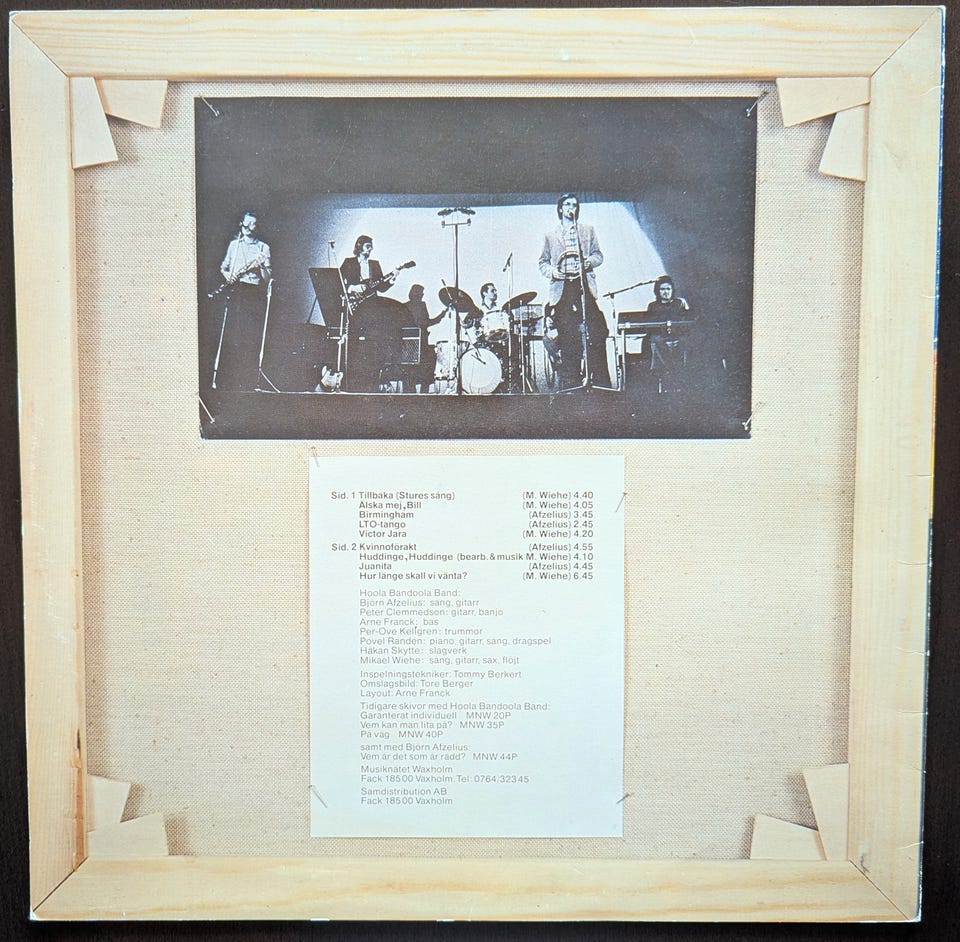 Sid. 1 Tillbaka (Stures sång) (M. Wiehe) 4.40
Älska mej, Bill (M. Wiehe) 4.05
Birmingham (Afzelius) 3.45
LTO-tango (Afzelius) 2.45
Victor Jara (M. Wiehe) 4.20
Sid. 2 Kvinnoförakt (Afzelius) 4.55
Huddinge, Huddinge (bearb. & musik M. Wiehe) 4.10
Juanita (Afzelius) 4.45
Hur länge skall vi vänta? (M. Wiehe) 6.45
Hoola Bandoola Band:
Björn Afzelius: sång, gitarr
Peter Clemmedson: gitarr, banjo
Arne Franck: bas
Per-Ove Kellgren: trummor
Povel Randén: piano, gitarr, sång, dragspel
Håkan Skytte: slagverk
Mikael Wiehe: sång, gitarr, sax, flöjt
Inspelningstekniker: Tommy Berkert
Omslagsbild: Tore Berger
Layout: Arne Franck
Tidigare skivor med Hoola Bandoola Band:
Garanterat individuell MNW 20P
Vem kan man lita på? MNW 35P
På väg MNW 40P
samt med Björn Afzelius:
Vem är det som är rädd? MNW 44P
Musiknätet Waxholm
Fack 185 00 Vaxholm. Tel: 0764/323 45
Samdistribution AB
Fack 185 00 Vaxholm